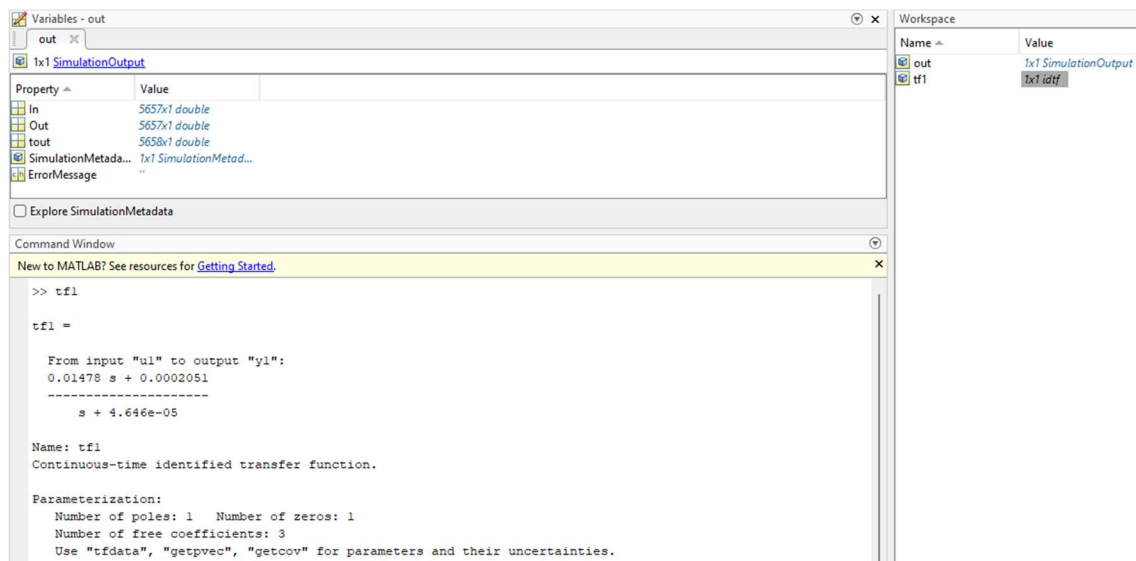 Variables - out
out
1x1 SimulationOutput
Property Value
In 5657x1 double
Out 5657x1 double
tout 5658x1 double
SimulationMetada... 1x1 SimulationMetad...
ErrorMessage ''
Explore SimulationMetadata
Command Window
New to MATLAB? See resources for Getting Started.
>> tf1
tf1 =
From input "u1" to output "y1":
0.01478 s + 0.0002051
---------------------
s + 4.646e-05
Name: tf1
Continuous-time identified transfer function.
Parameterization:
Number of poles: 1 Number of zeros: 1
Number of free coefficients: 3
Use "tfdata", "getpvec", "getcov" for parameters and their uncertainties.
Workspace
Name Value
out 1x1 SimulationOutput
tf1 1x1 idtf